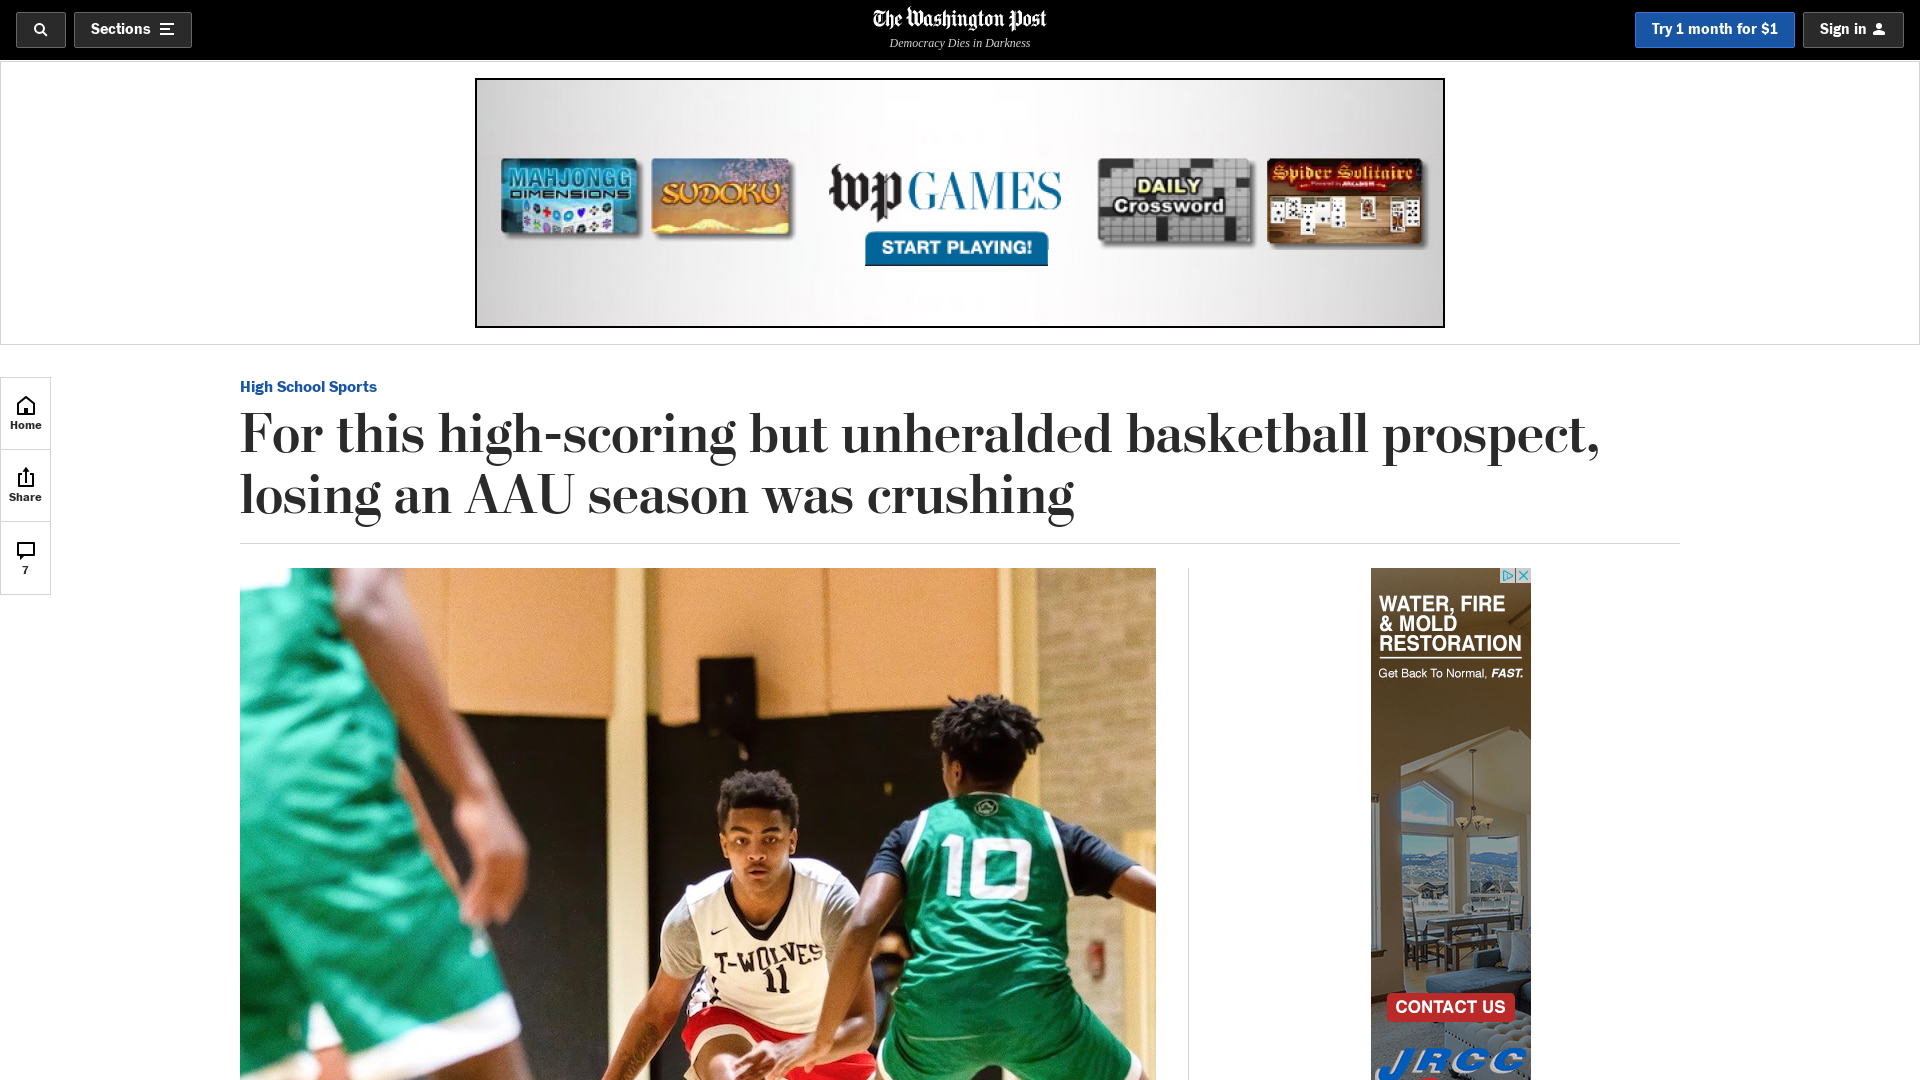 Sections
The Washington Post
Democracy Dies in Darkness
Try 1 month for $1
Sign in
MAHJONGG
DIMENSIONS
SUDOKU
wp GAMES
START PLAYING!
DAILY
Crossword
Spider Solitaire
Home
Share
7
High School Sports
For this high-scoring but unheralded basketball prospect,
losing an AAU season was crushing
T-WOLVES
11
10
WATER, FIRE
& MOLD
RESTORATION
Get Back To Normal, FAST.
CONTACT US
JRCC